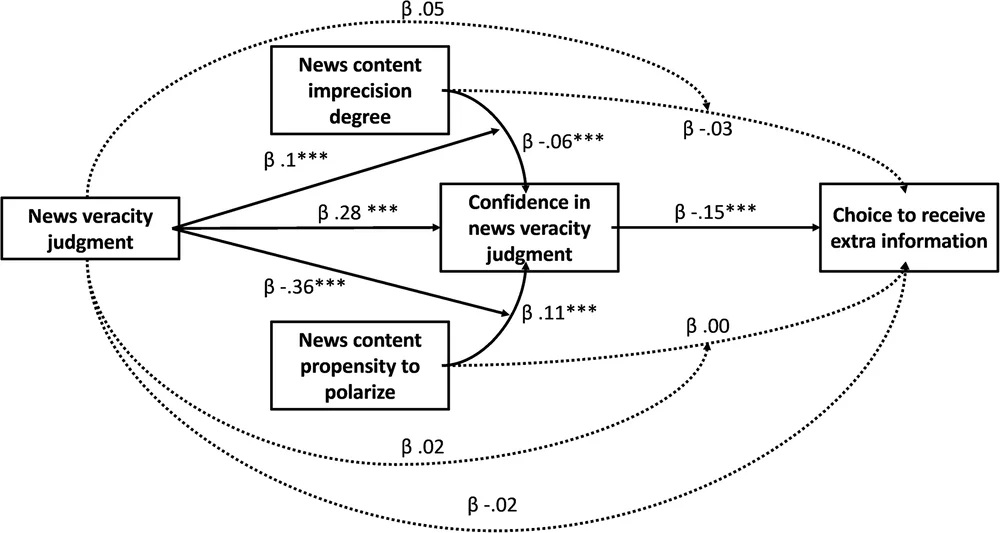 β .05
News content
imprecision
degree
β -.03
β .1***
β -.06***
News veracity
judgment
β .28 ***
Confidence in
news veracity
judgment
β -.15***
Choice to receive
extra information
β -.36***
β .11***
News content
propensity to
polarize
β .00
β .02
β -.02